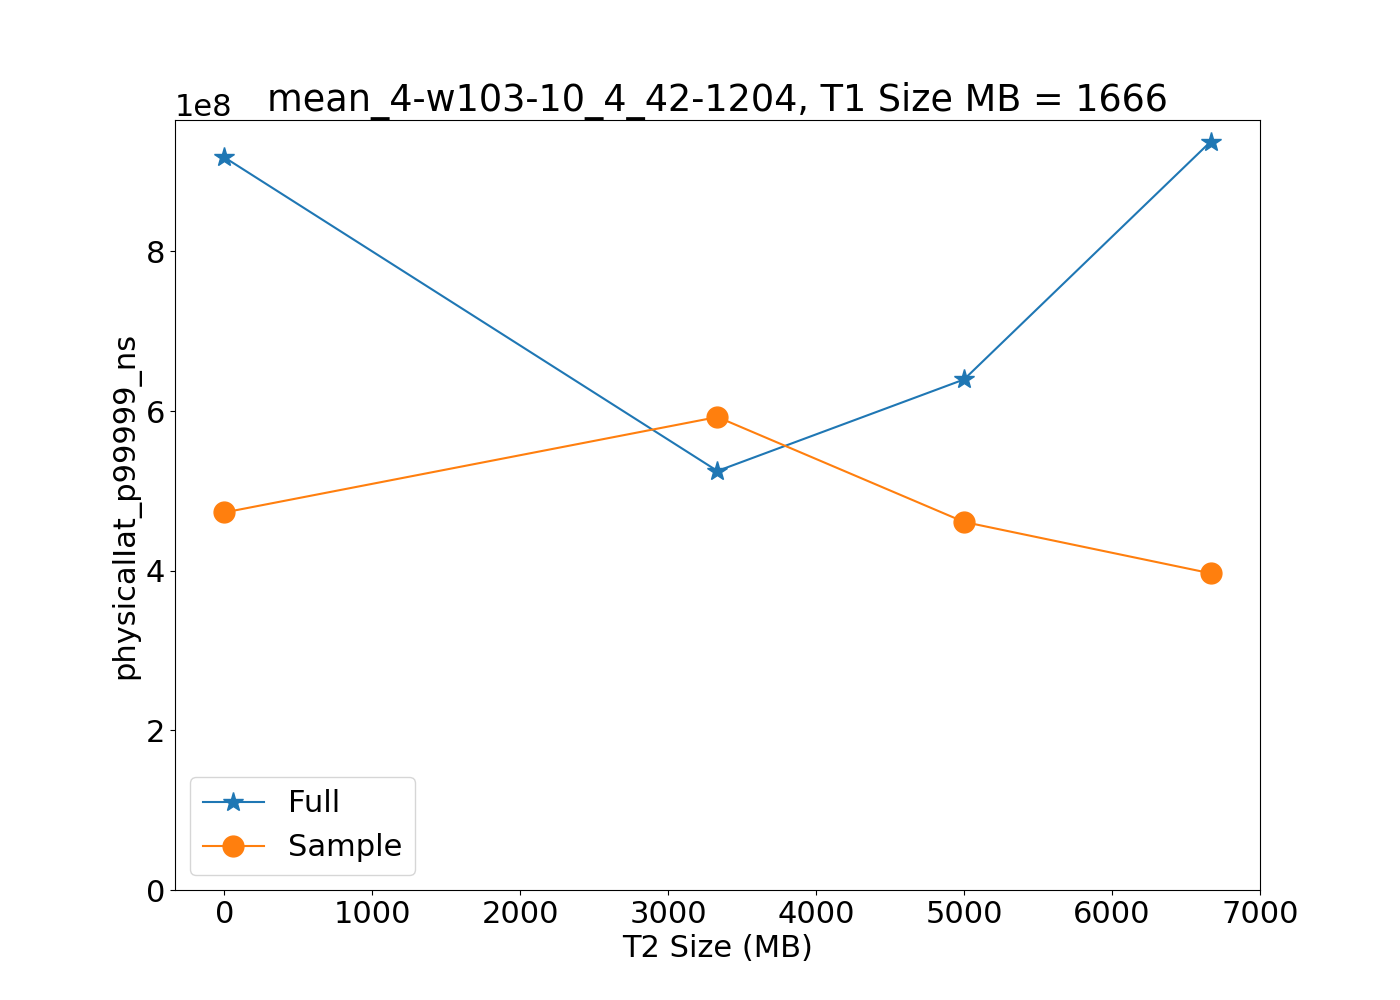 1e8
mean_4-w103-10_4_42-1204, T1 Size MB = 1666
physicallat_p99999_ns
8
6
4
2
0
Full
Sample
0 1000 2000 3000 4000 5000 6000 7000
T2 Size (MB)